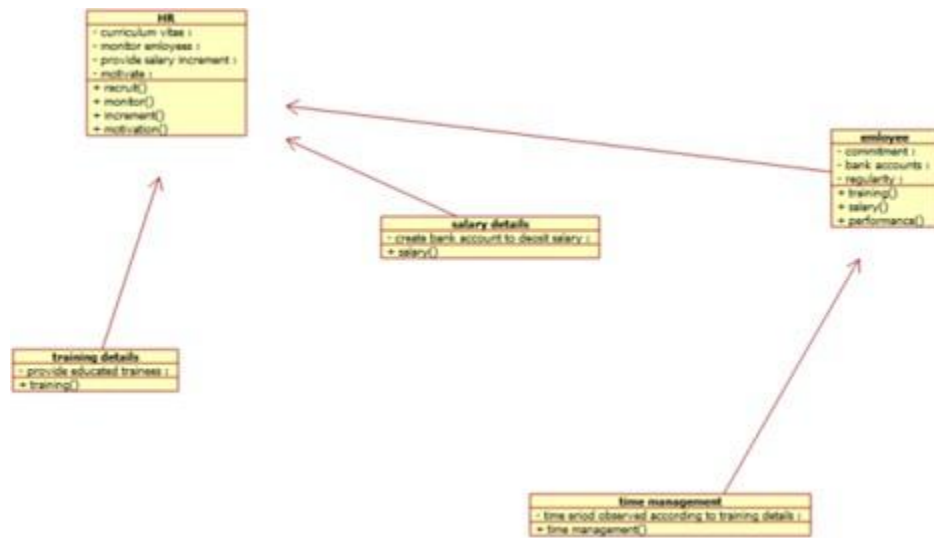 HR
- curriculum vitae :
- monitor emloyees :
- provide salary increment :
- motivate :
+ recruit()
+ monitor()
+ increment()
+ motivation()
emloyee
- commitment :
- bank accounts :
- regularity :
+ training()
+ salary()
+ performance()
salary details
- create bank account to deosit salary :
+ salary()
training details
- provide educated trainees :
+ training()
time management
- time eriod observed according to training details :
+ time management()